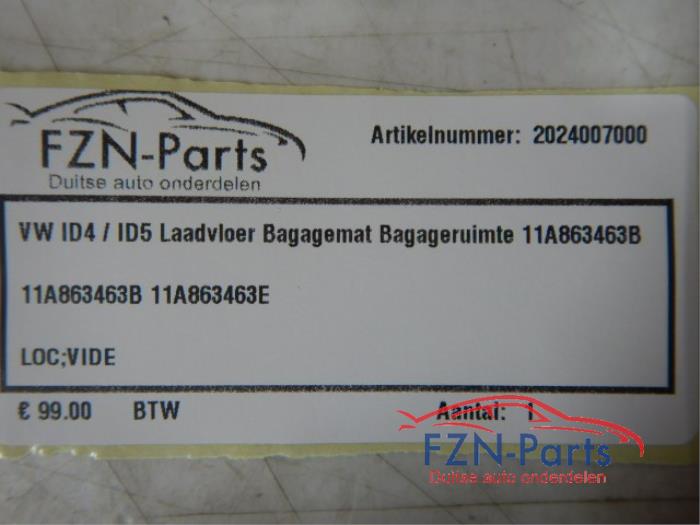 FZN-Parts
Duitse auto onderdelen
Artikelnummer: 2024007000
VW ID4 / ID5 Laadvloer Bagagemat Bagageruimte 11A863463B
11A863463B 11A863463E
LOC;VIDE
€ 99.00 BTW Aantal: 1
FZN-Parts
Duitse auto onderdelen